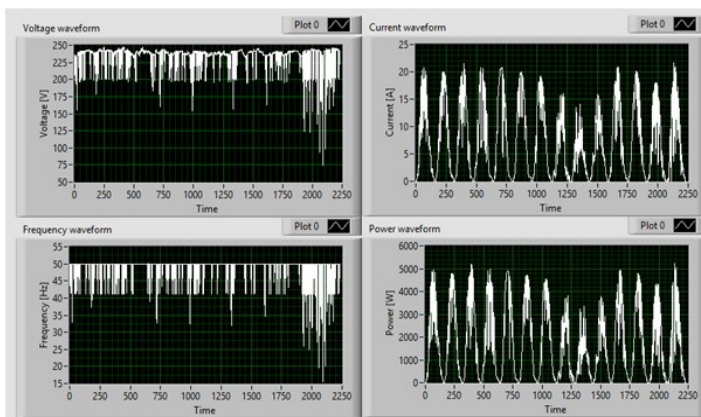 Voltage waveform
Plot 0
250
225
200
175
150
125
100
75
50
Voltage [V]
0 250 500 750 1000 1250 1500 1750 2000 2250
Time
Current waveform
Plot 0
25
20
15
10
5
0
Current [A]
0 250 500 750 1000 1250 1500 1750 2000 2250
Time
Frequency waveform
Plot 0
55
50
45
40
35
30
25
20
15
Frequency [Hz]
0 250 500 750 1000 1250 1500 1750 2000 2250
Time
Power waveform
Plot 0
6000
5000
4000
3000
2000
1000
0
Power [W]
0 250 500 750 1000 1250 1500 1750 2000 2250
Time